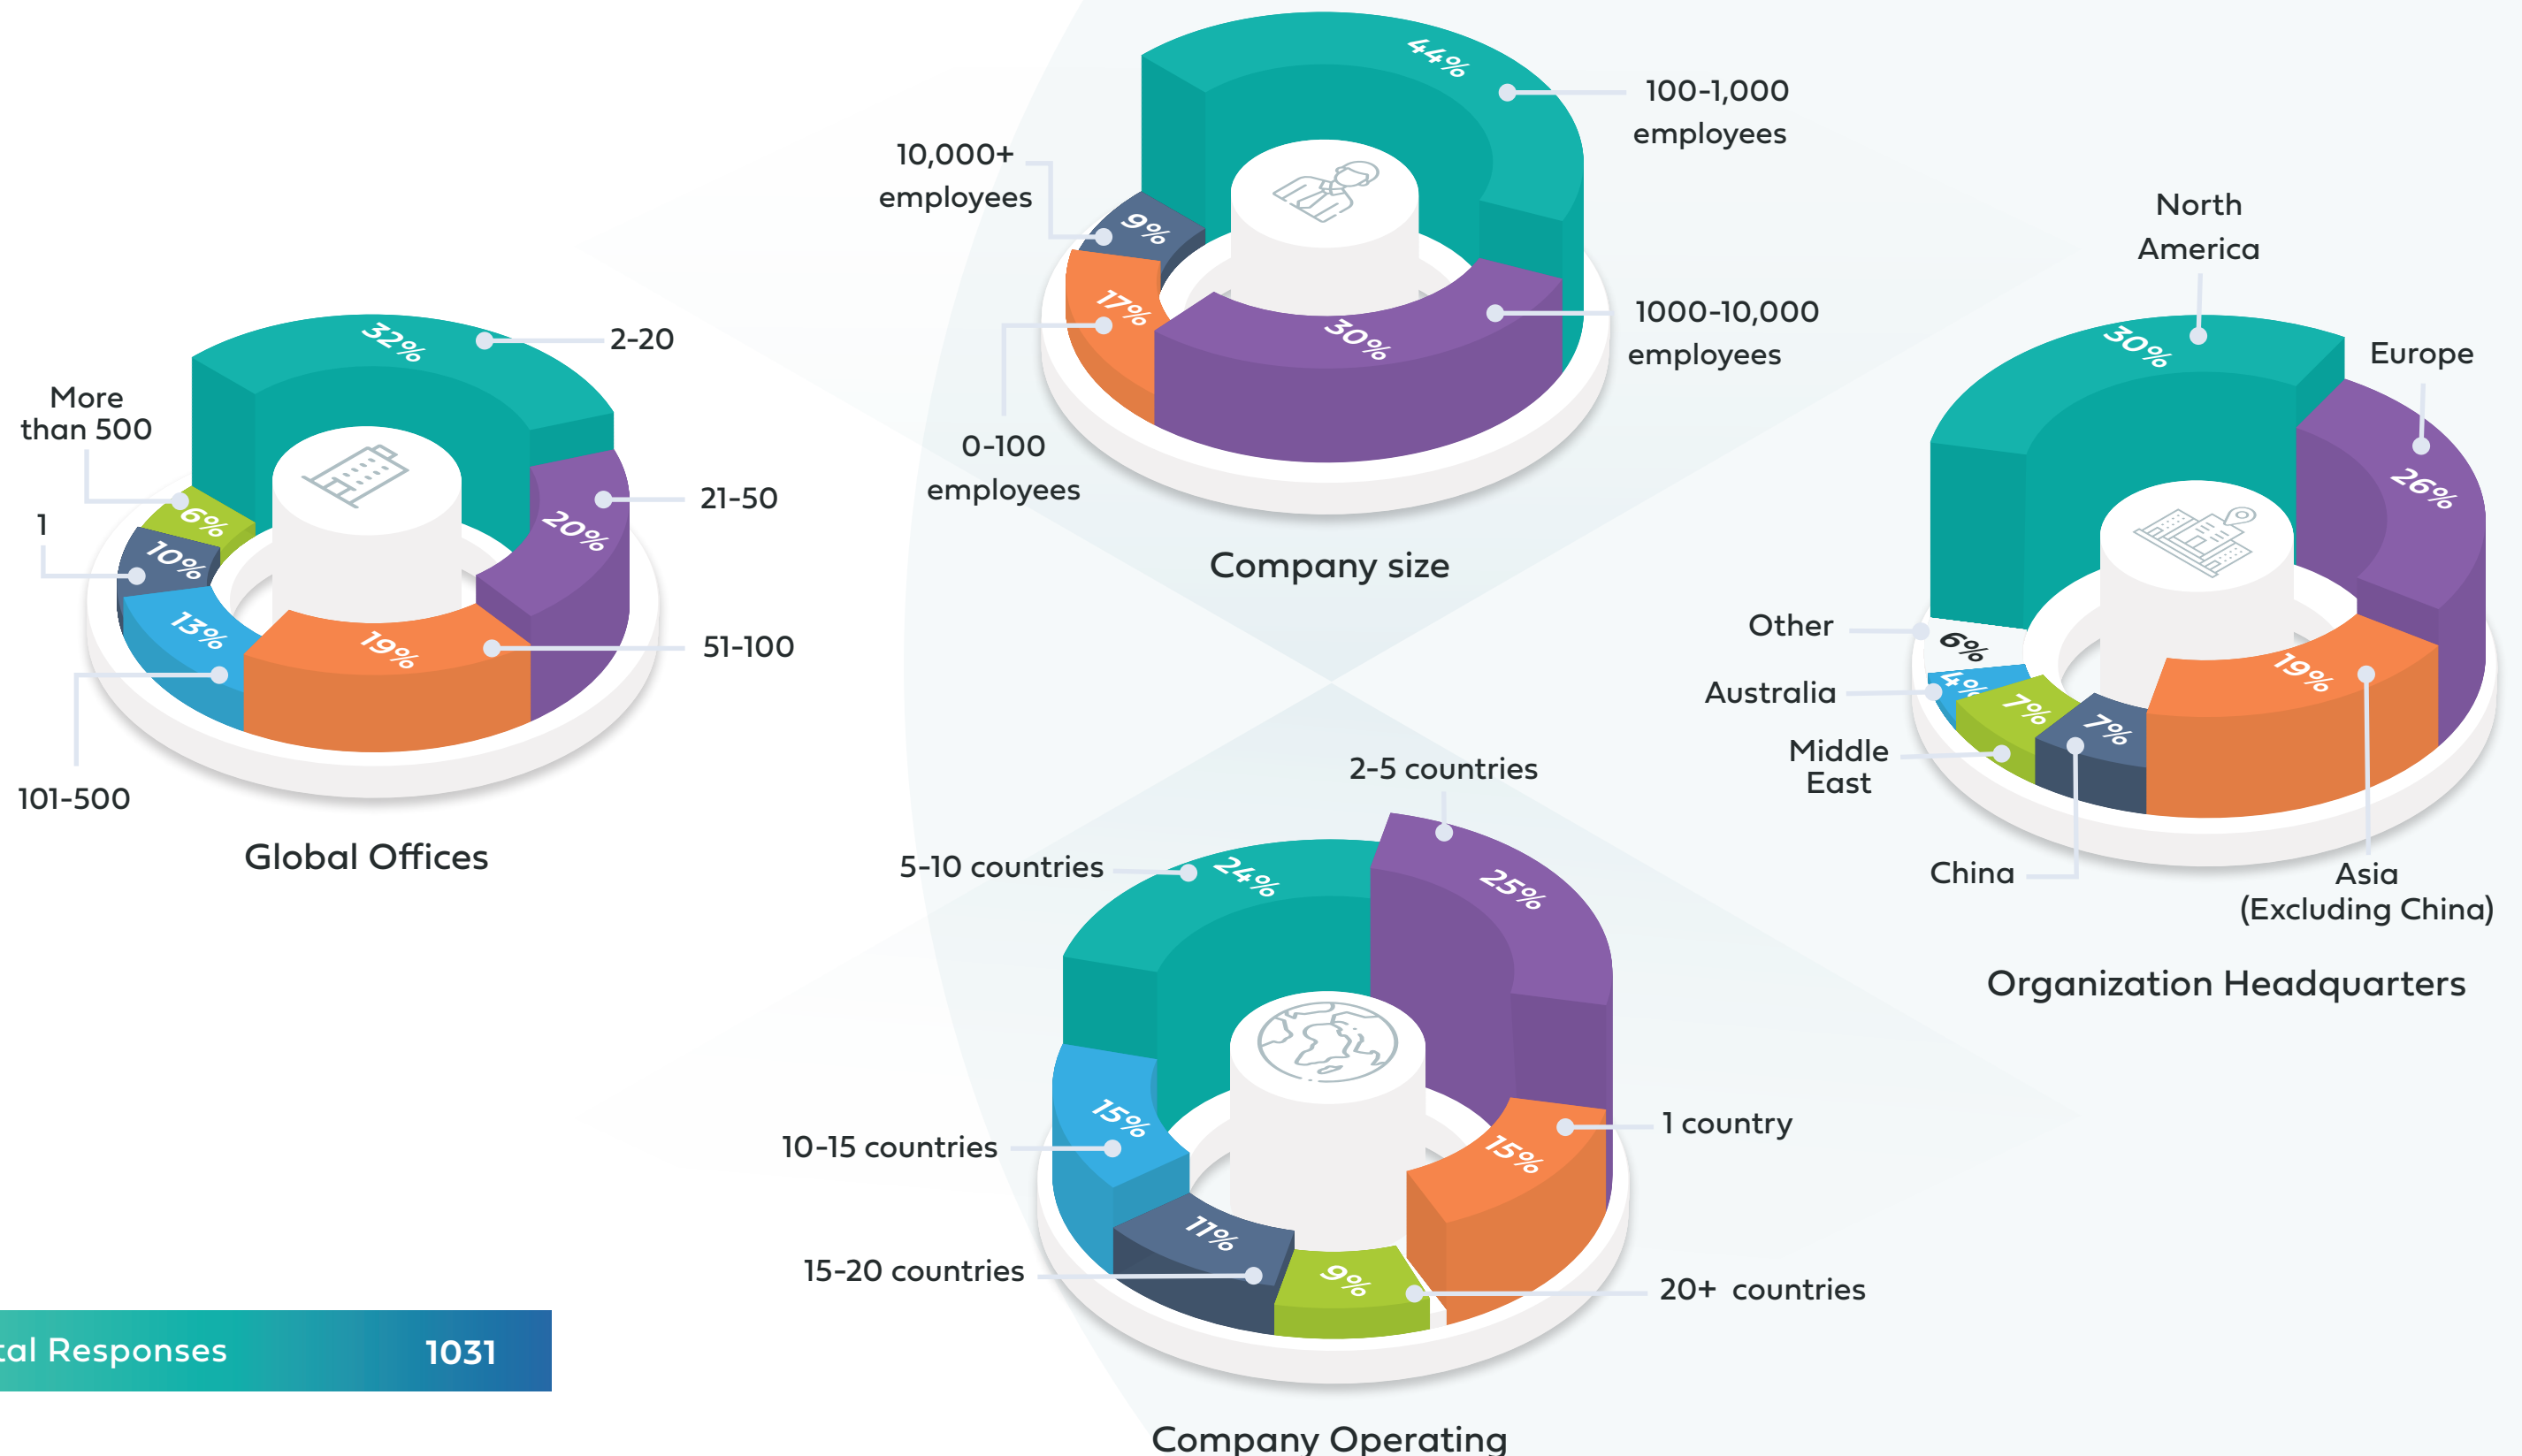 44%
100-1,000
employees
10,000+
employees
9%
17%
30%
1000-10,000
employees
0-100
employees
Company size
32%
2-20
More
than 500
6%
21-50
20%
1
10%
13%
19%
51-100
101-500
Global Offices
North
America
30%
Europe
26%
Other
6%
Australia
4%
7%
7%
19%
Middle
East
China
Asia
(Excluding China)
Organization Headquarters
2-5 countries
5-10 countries
24%
25%
10-15 countries
15%
1 country
15%
15-20 countries
11%
9%
20+ countries
Company Operating
Responses
1031